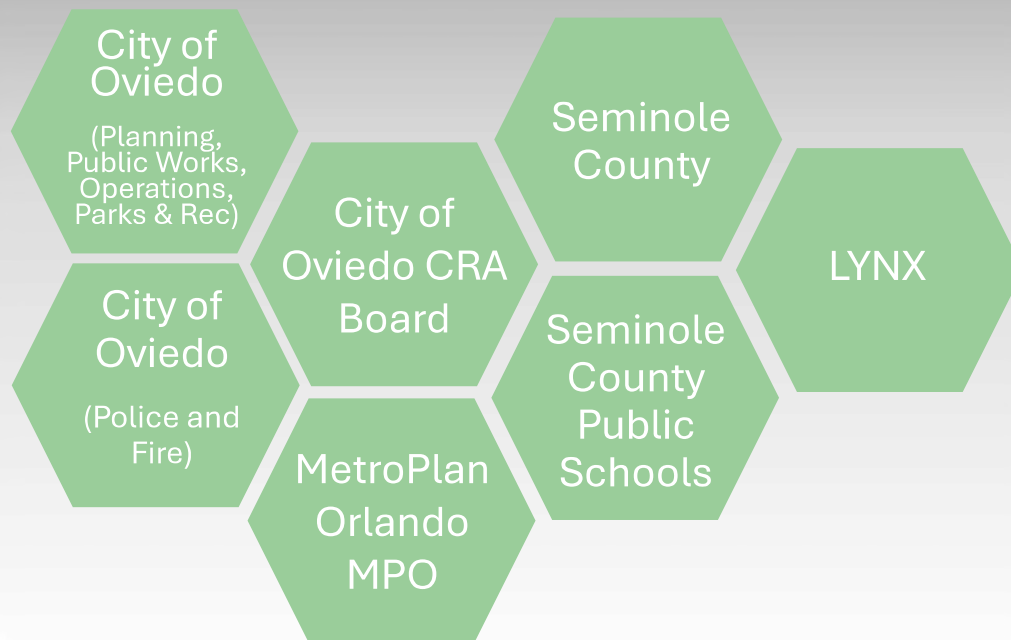 City of
Oviedo
(Planning,
Public Works,
Operations,
Parks & Rec)
City of
Oviedo
(Police and
Fire)
City of
Oviedo CRA
Board
MetroPlan
Orlando
MPO
Seminole
County
Seminole
County
Public
Schools
LYNX